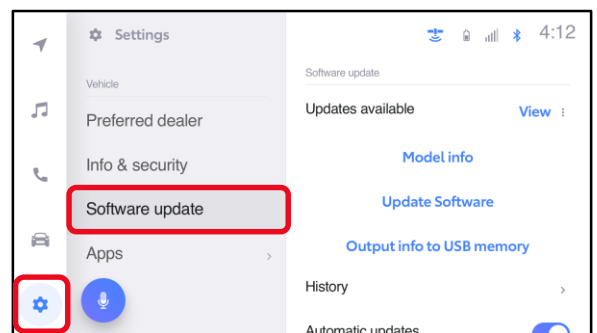 Settings
4:12
Vehicle
Preferred dealer
Info & security
Software update
Apps
Software update
Updates available
View
Model info
Update Software
Output info to USB memory
History
Automatic updates